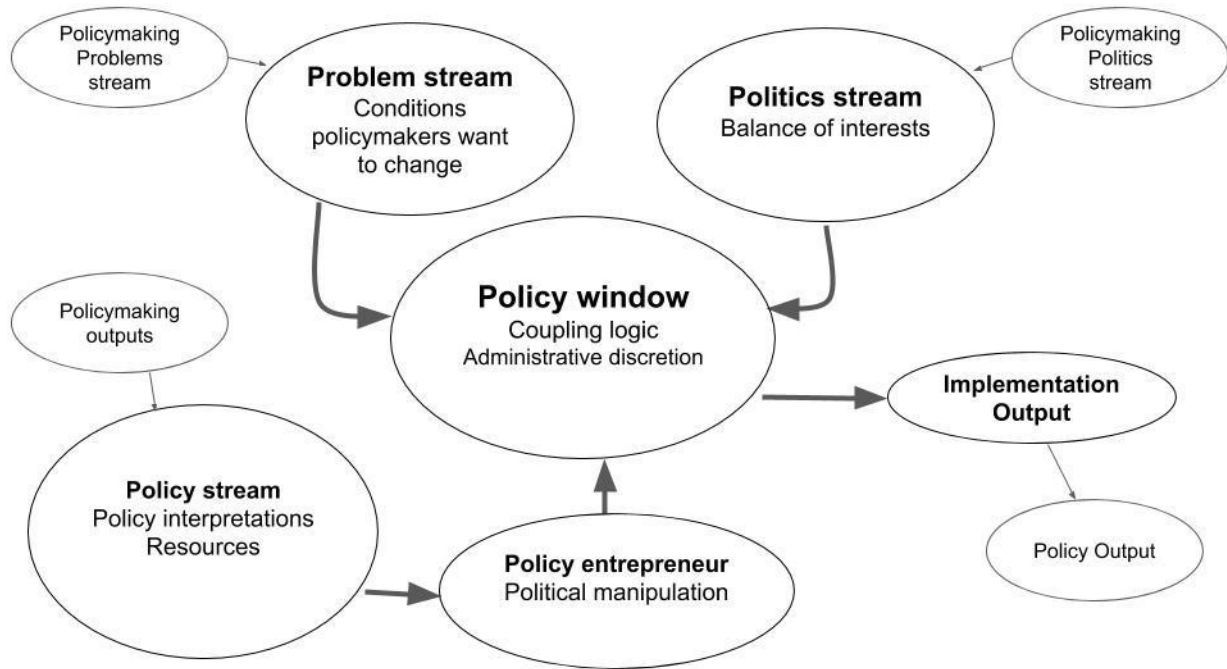 Policymaking
Problems
stream
Problem stream
Conditions
policymakers want
to change
Politics stream
Balance of interests
Policymaking
Politics
stream
Policy window
Coupling logic
Administrative discretion
Policymaking
outputs
Implementation
Output
Policy stream
Policy interpretations
Resources
Policy entrepreneur
Political manipulation
Policy Output